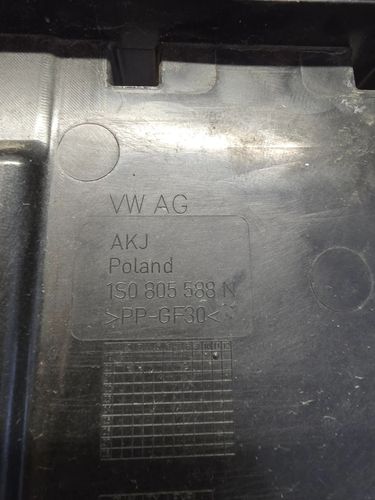 VW AG
AKJ
Poland
1S0 805 588 N
>PP-GF30<